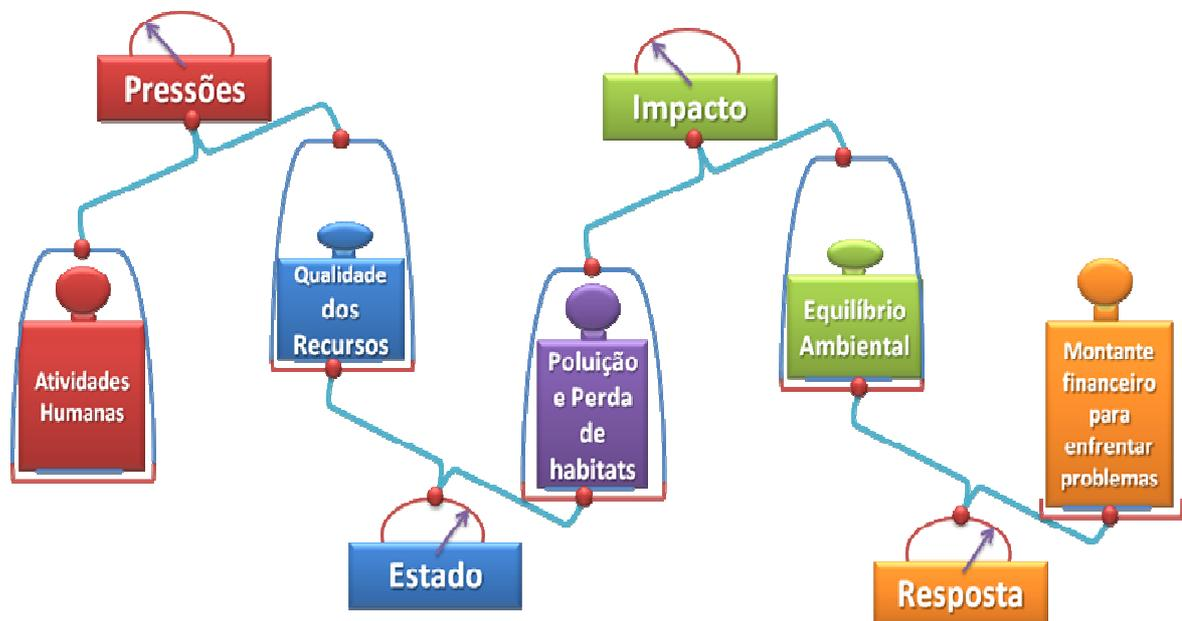 Pressões
Impacto
Atividades
Humanas
Qualidade
dos
Recursos
Poluição
e Perda
de
habitats
Equilíbrio
Ambiental
Montante
financeiro
para
enfrentar
problemas
Estado
Resposta